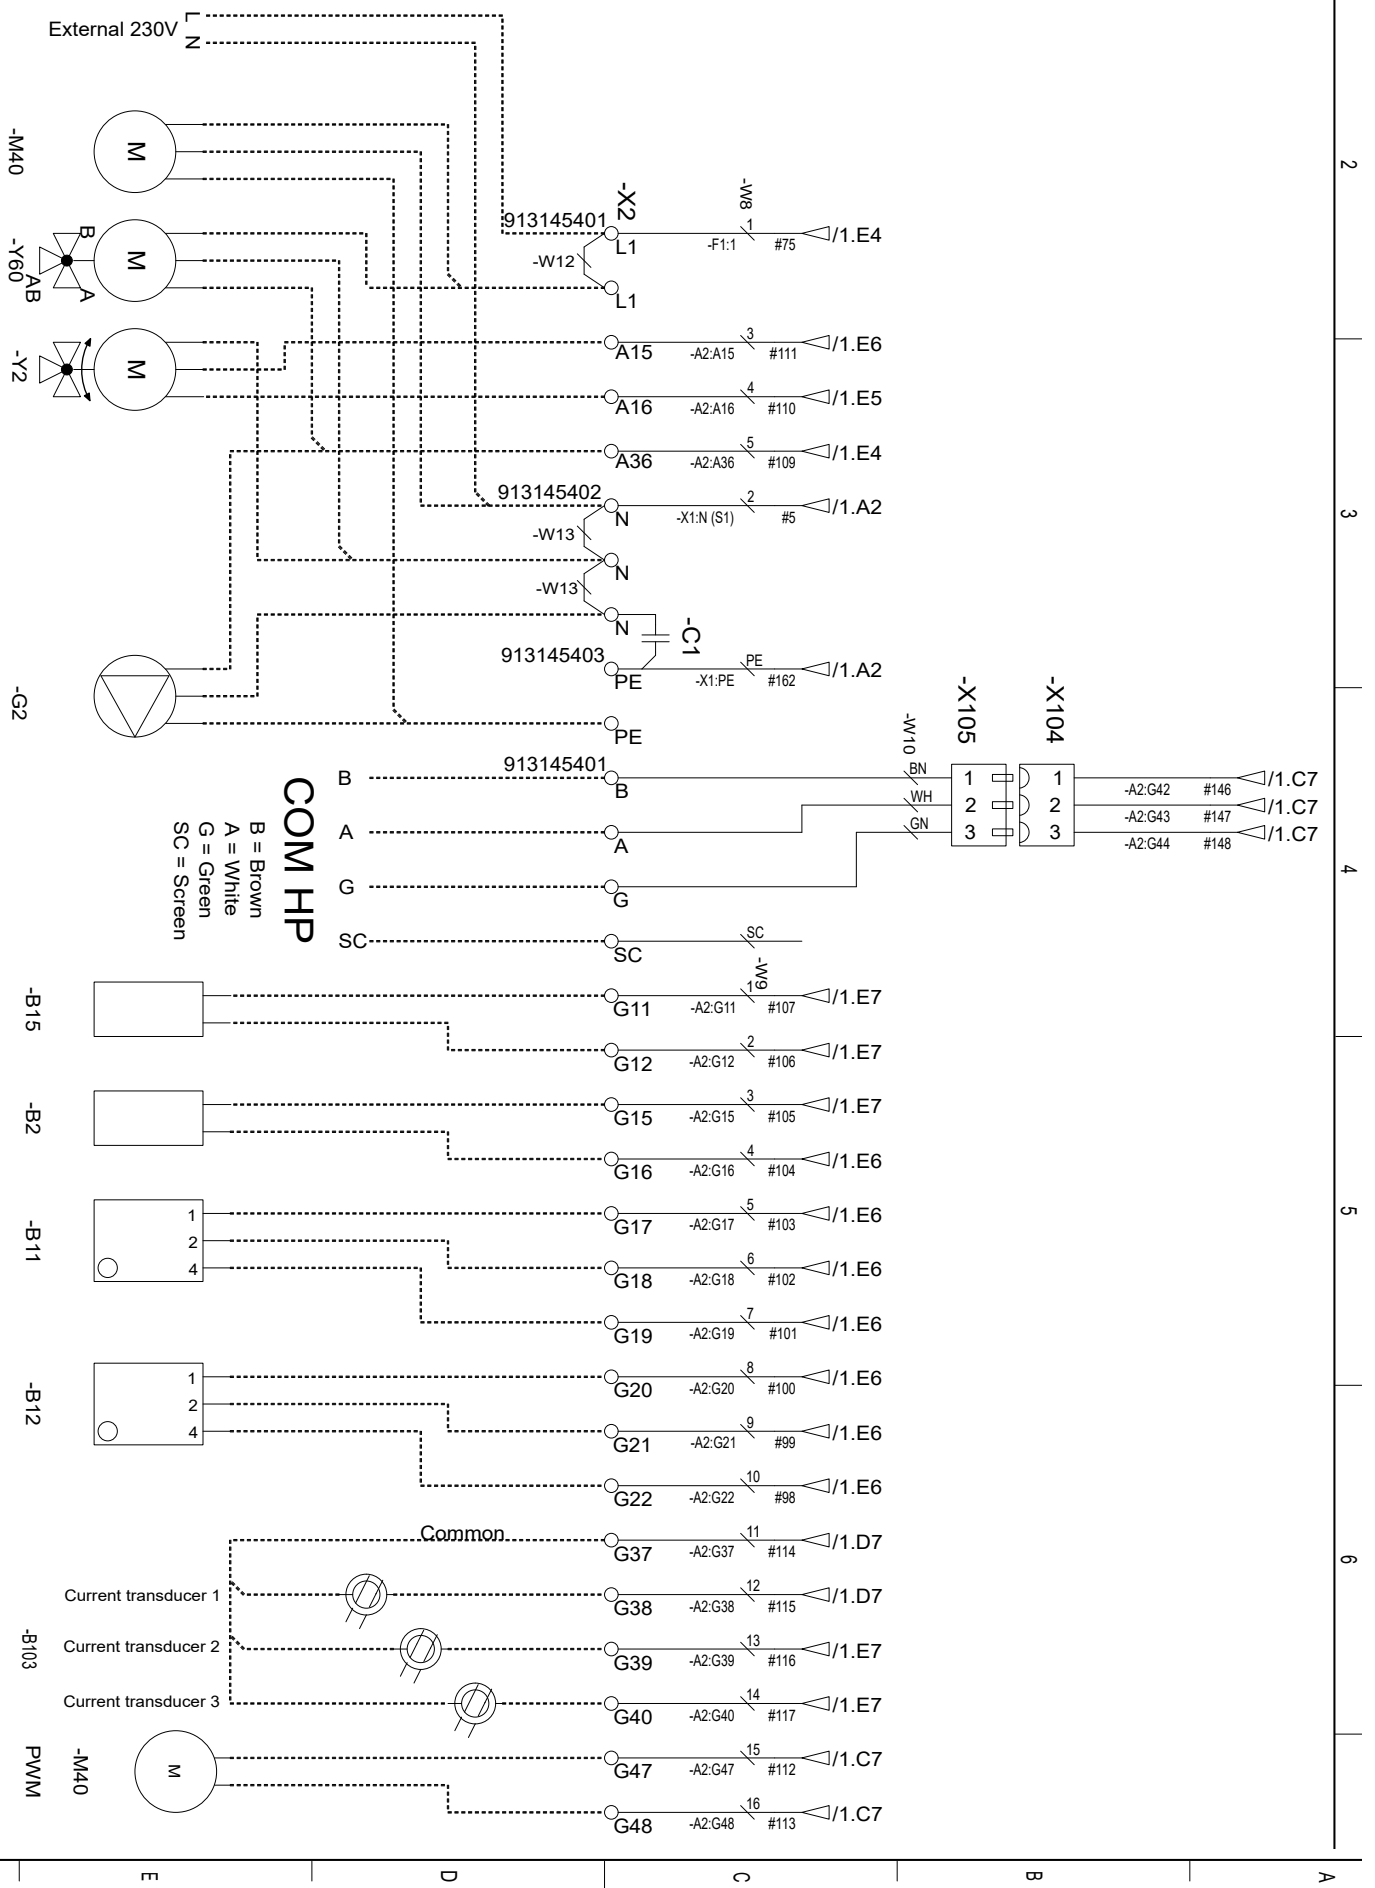 External 230V
L
N
2
-M40
M
-X2
-W8
913145401
L1
-F1:1
1
#75
/1.E4
-W12
L1
B
M
A
AB
-Y60
A15
-A2:A15
3
#111
/1.E6
M
-Y2
A16
-A2:A16
4
#110
/1.E5
A36
-A2:A36
5
#109
/1.E4
913145402
N
-X1:N (S1)
2
#5
/1.A2
3
-W13
N
-W13
N
-C1
913145403
PE
-X1:PE
PE
#162
/1.A2
-G2
PE
-X105
-X104
-W10
B
913145401
B
BN
1
1
-A2:G42
#146
/1.C7
WH
2
2
-A2:G43
#147
/1.C7
A
A
GN
3
3
-A2:G44
#148
/1.C7
4
G
G
SC
SC
SC
COM HP
B = Brown
A = White
G = Green
SC = Screen
-W9
-B15
G11
-A2:G11
1
#107
/1.E7
G12
-A2:G12
2
#106
/1.E7
-B2
G15
-A2:G15
3
#105
/1.E7
G16
-A2:G16
4
#104
/1.E6
-B11
1
2
4
G17
-A2:G17
5
#103
/1.E6
5
G18
-A2:G18
6
#102
/1.E6
G19
-A2:G19
7
#101
/1.E6
-B12
1
2
4
G20
-A2:G20
8
#100
/1.E6
G21
-A2:G21
9
#99
/1.E6
G22
-A2:G22
10
#98
/1.E6
Common
G37
-A2:G37
11
#114
/1.D7
6
Current transducer 1
G38
-A2:G38
12
#115
/1.D7
-B103
Current transducer 2
G39
-A2:G39
13
#116
/1.E7
Current transducer 3
G40
-A2:G40
14
#117
/1.E7
-M40
PWM
M
G47
-A2:G47
15
#112
/1.C7
G48
-A2:G48
16
#113
/1.C7
E
D
C
B
A